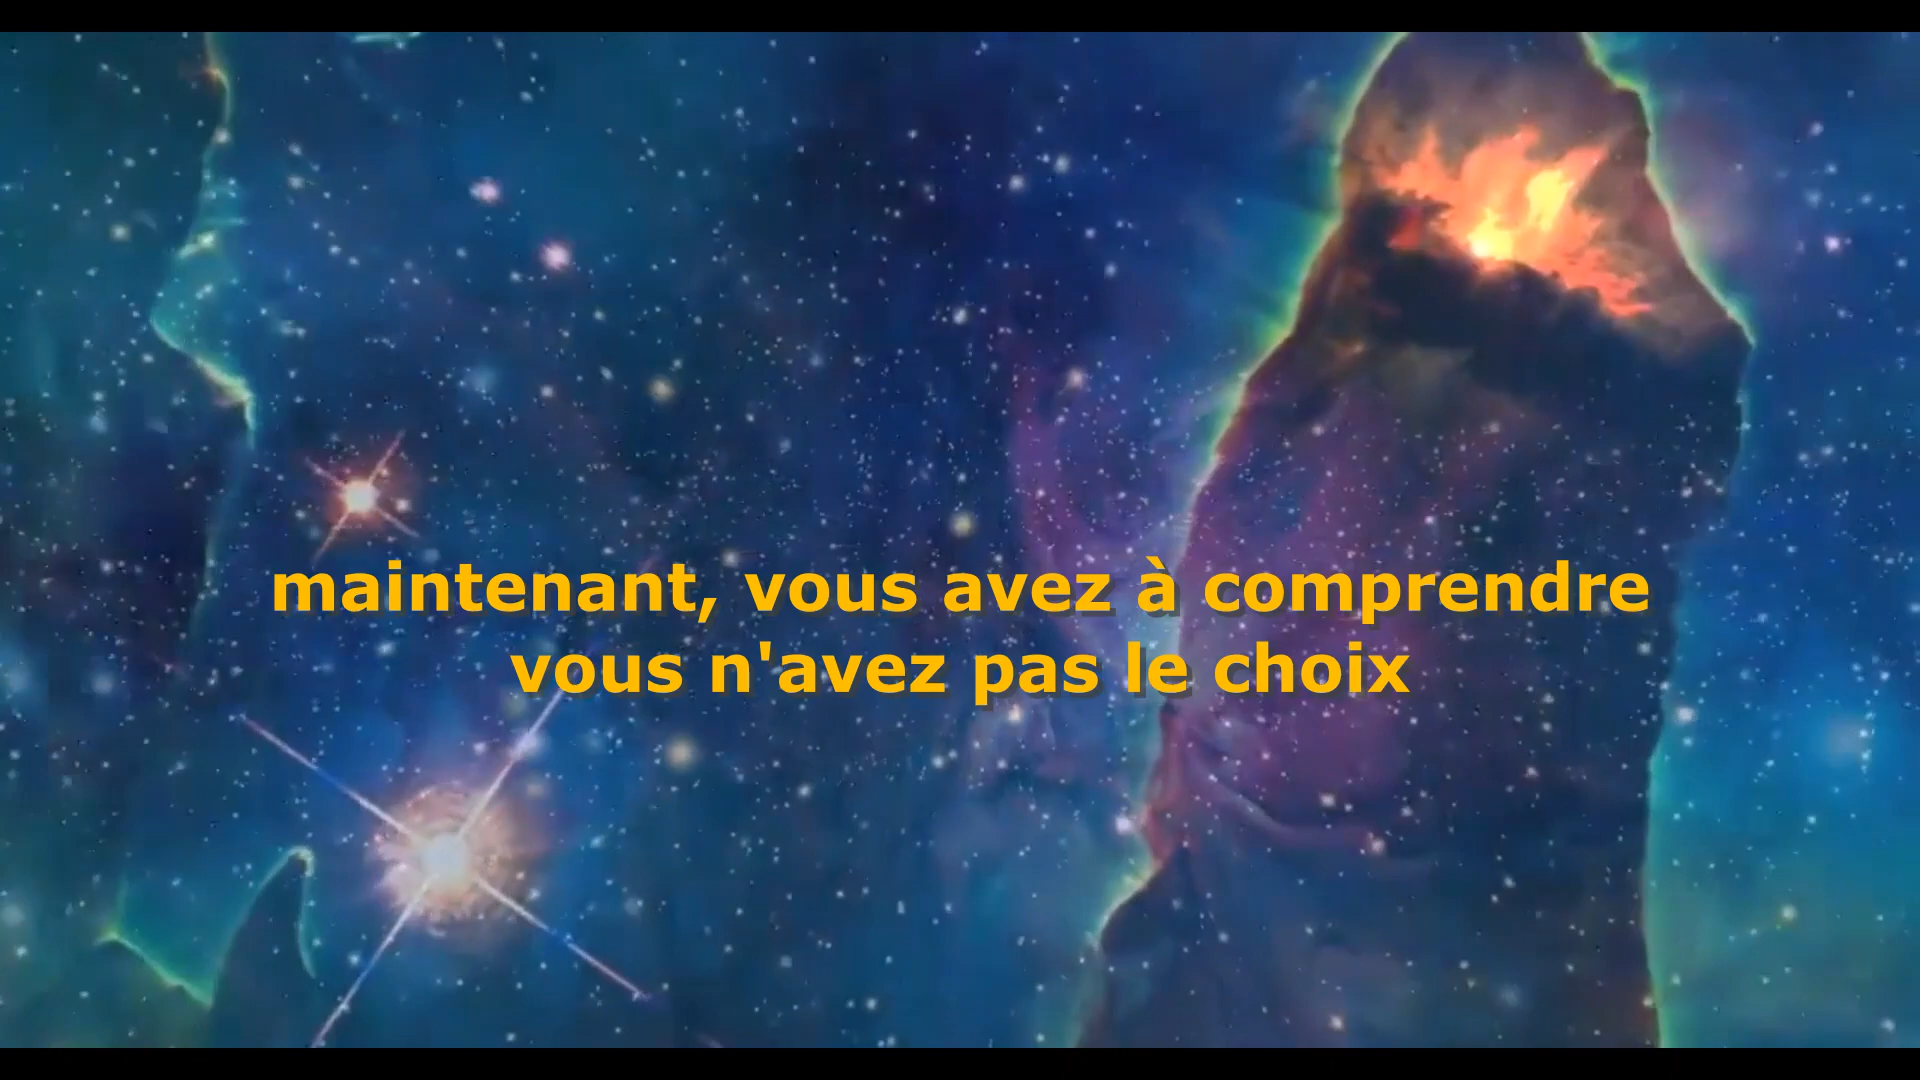 maintenant, vous avez à comprendre
vous n'avez pas le choix